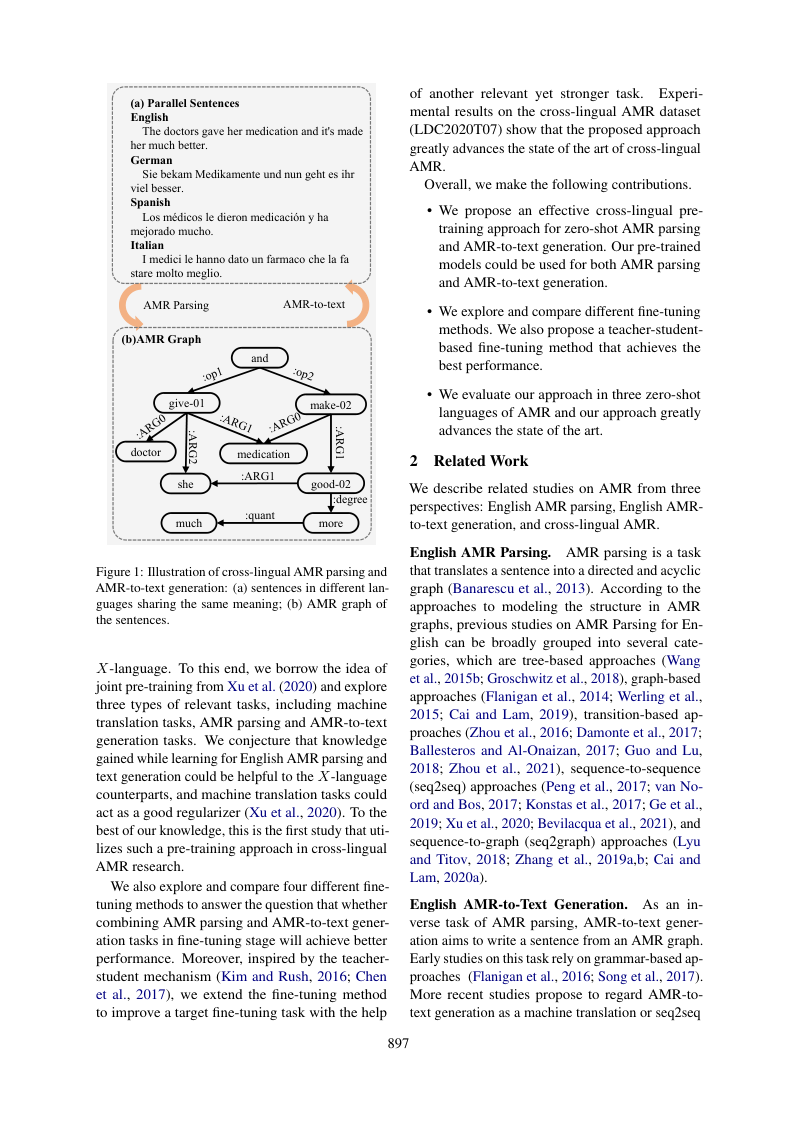 (a) Parallel Sentences
English
The doctors gave her medication and it's made
her much better.
German
Sie bekam Medikamente und nun geht es ihr
viel besser.
Spanish
Los médicos le dieron medicación y ha
mejorado mucho.
Italian
I medici le hanno dato un farmaco che la fa
stare molto meglio.
AMR Parsing
AMR-to-text
(b)AMR Graph
and
:op1
:op2
give-01
make-02
:ARG0
:ARG1
:ARG0
:ARG2
:ARG1
doctor
medication
she
:ARG1
good-02
:degree
much
:quant
more
Figure 1: Illustration of cross-lingual AMR parsing and
AMR-to-text generation: (a) sentences in different lan-
guages sharing the same meaning; (b) AMR graph of
the sentences.
X-language. To this end, we borrow the idea of
joint pre-training from Xu et al. (2020) and explore
three types of relevant tasks, including machine
translation tasks, AMR parsing and AMR-to-text
generation tasks. We conjecture that knowledge
gained while learning for English AMR parsing and
text generation could be helpful to the X-language
counterparts, and machine translation tasks could
act as a good regularizer (Xu et al., 2020). To the
best of our knowledge, this is the first study that uti-
lizes such a pre-training approach in cross-lingual
AMR research.
We also explore and compare four different fine-
tuning methods to answer the question that whether
combining AMR parsing and AMR-to-text gener-
ation tasks in fine-tuning stage will achieve better
performance. Moreover, inspired by the teacher-
student mechanism (Kim and Rush, 2016; Chen
et al., 2017), we extend the fine-tuning method
to improve a target fine-tuning task with the help
of another relevant yet stronger task. Experi-
mental results on the cross-lingual AMR dataset
(LDC2020T07) show that the proposed approach
greatly advances the state of the art of cross-lingual
AMR.
Overall, we make the following contributions.
• We propose an effective cross-lingual pre-
training approach for zero-shot AMR parsing
and AMR-to-text generation. Our pre-trained
models could be used for both AMR parsing
and AMR-to-text generation.
• We explore and compare different fine-tuning
methods. We also propose a teacher-student-
based fine-tuning method that achieves the
best performance.
• We evaluate our approach in three zero-shot
languages of AMR and our approach greatly
advances the state of the art.
2 Related Work
We describe related studies on AMR from three
perspectives: English AMR parsing, English AMR-
to-text generation, and cross-lingual AMR.
English AMR Parsing. AMR parsing is a task
that translates a sentence into a directed and acyclic
graph (Banarescu et al., 2013). According to the
approaches to modeling the structure in AMR
graphs, previous studies on AMR Parsing for En-
glish can be broadly grouped into several cate-
gories, which are tree-based approaches (Wang
et al., 2015b; Groschwitz et al., 2018), graph-based
approaches (Flanigan et al., 2014; Werling et al.,
2015; Cai and Lam, 2019), transition-based ap-
proaches (Zhou et al., 2016; Damonte et al., 2017;
Ballesteros and Al-Onaizan, 2017; Guo and Lu,
2018; Zhou et al., 2021), sequence-to-sequence
(seq2seq) approaches (Peng et al., 2017; van No-
ord and Bos, 2017; Konstas et al., 2017; Ge et al.,
2019; Xu et al., 2020; Bevilacqua et al., 2021), and
sequence-to-graph (seq2graph) approaches (Lyu
and Titov, 2018; Zhang et al., 2019a,b; Cai and
Lam, 2020a).
English AMR-to-Text Generation. As an in-
verse task of AMR parsing, AMR-to-text gener-
ation aims to write a sentence from an AMR graph.
Early studies on this task rely on grammar-based ap-
proaches (Flanigan et al., 2016; Song et al., 2017).
More recent studies propose to regard AMR-to-
text generation as a machine translation or seq2seq
897